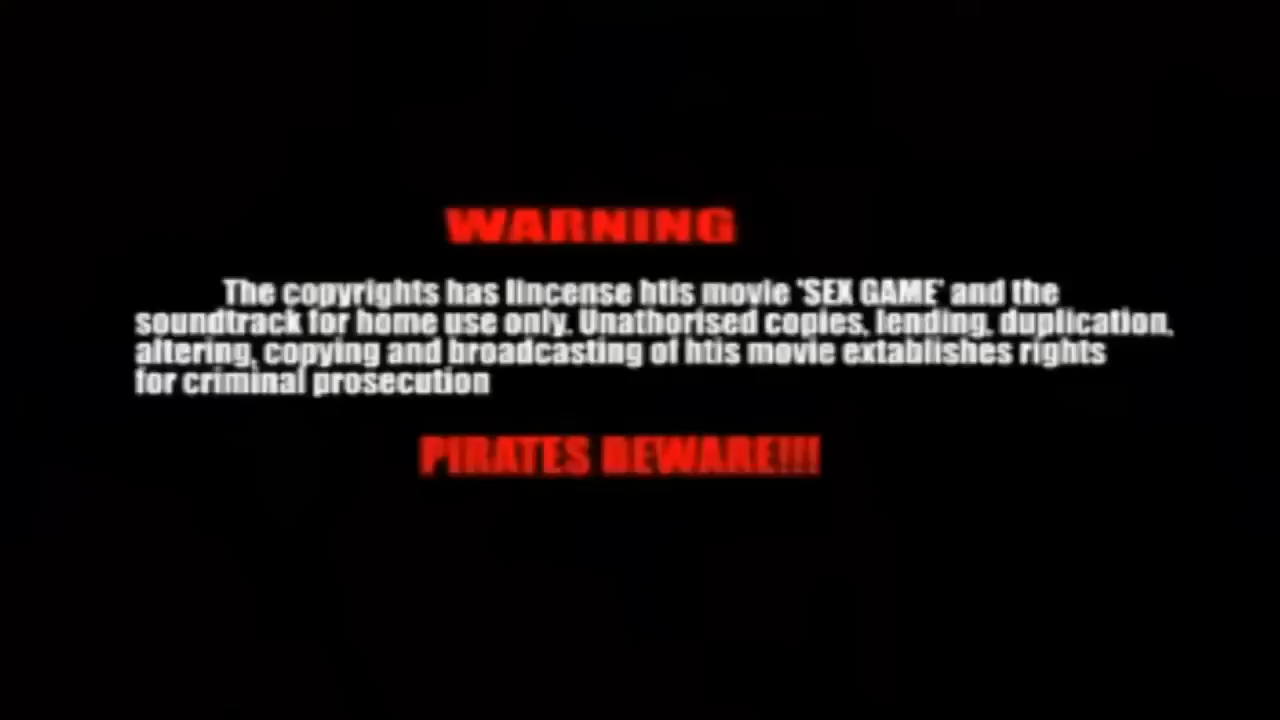 WARNING
The copyrights has lincense htis movie 'SEX GAME' and the
soundtrack for home use only. Unathorised copies, lending, duplication,
altering, copying and broadcasting of htis movie extablishes rights
for criminal prosecution
PIRATES BEWARE!!!